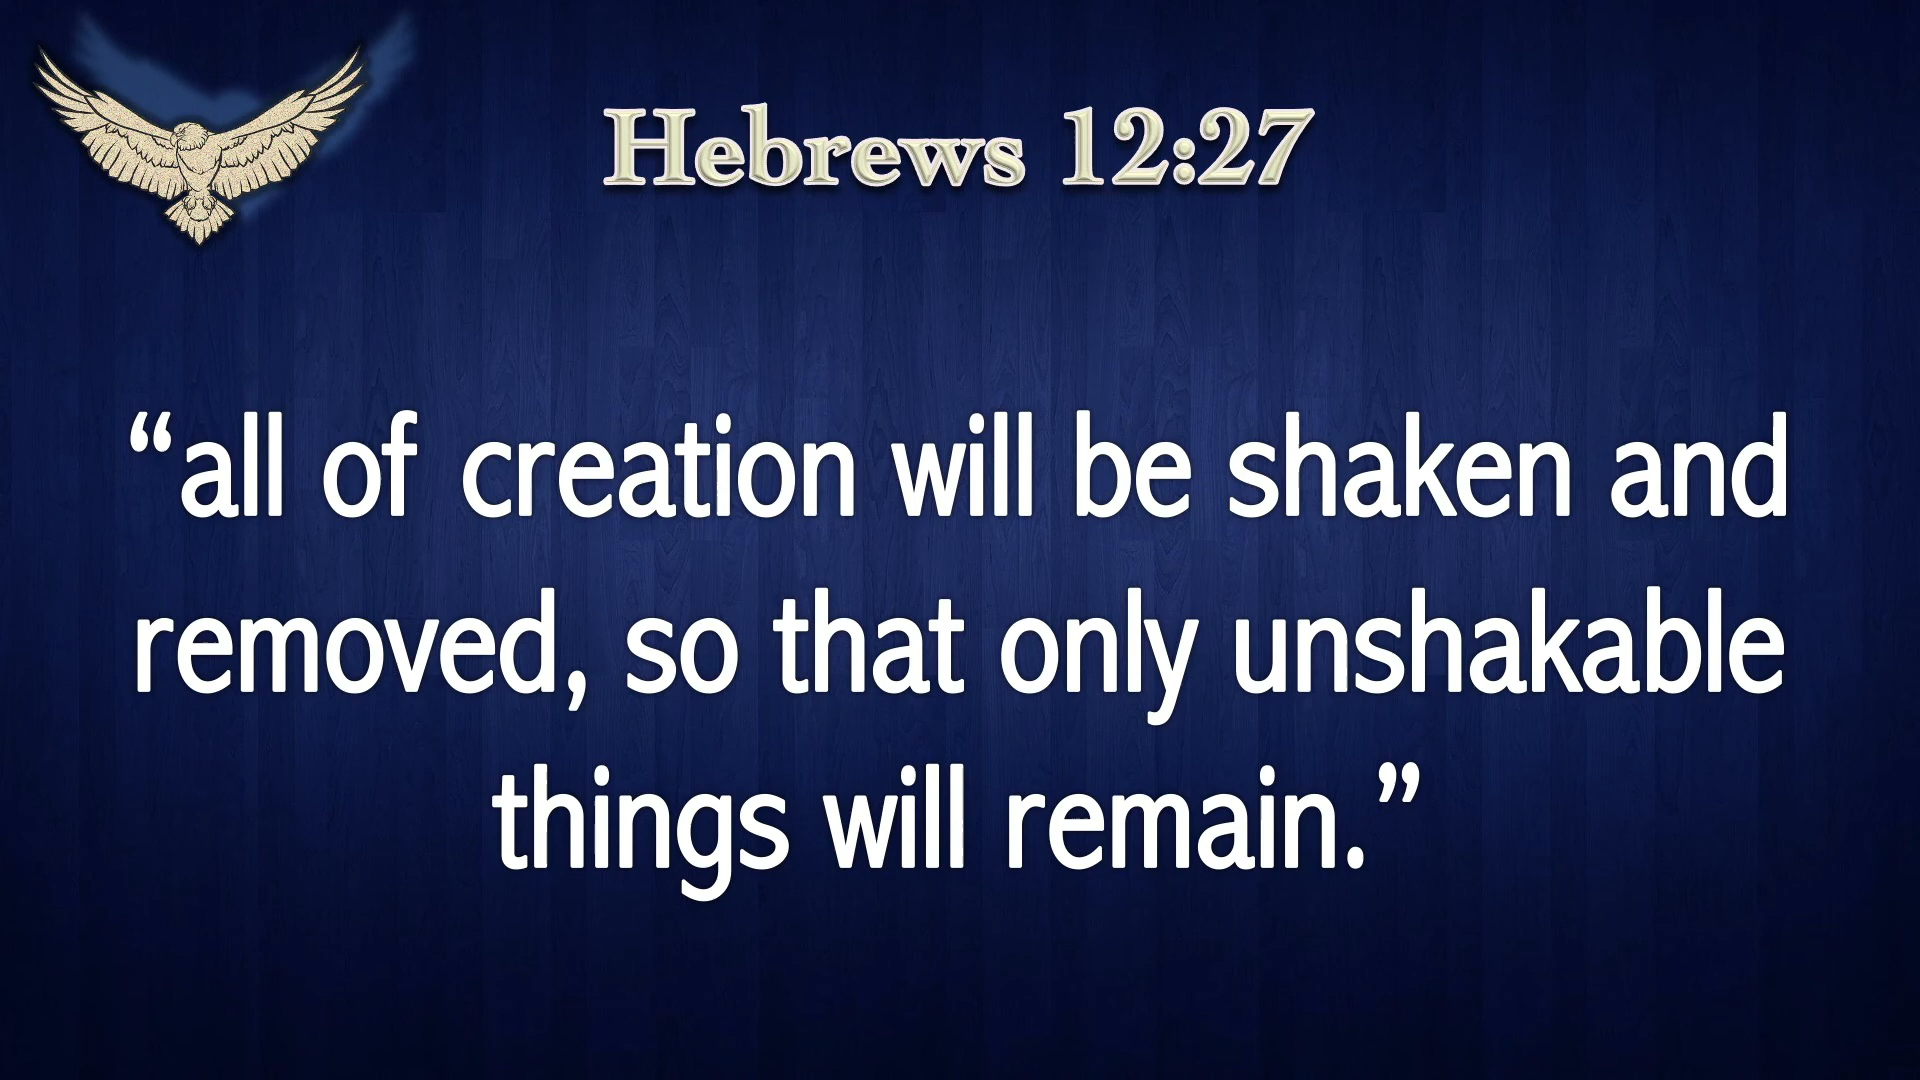 Hebrews 12:27
“all of creation will be shaken and
removed, so that only unshakable
things will remain.”